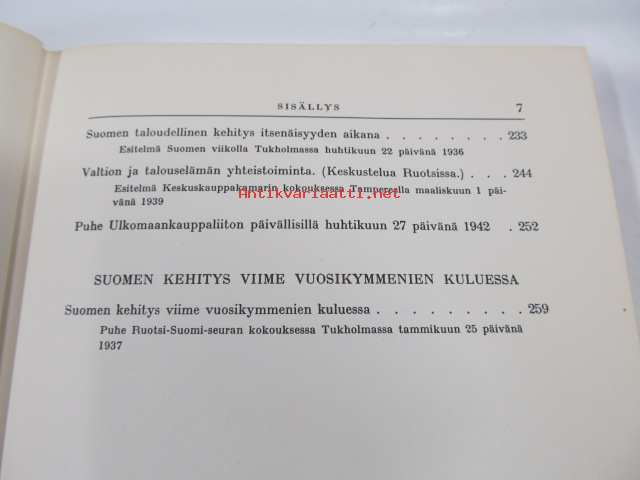 SISÄLLYS 7
Suomen taloudellinen kehitys itsenäisyyden aikana . . . . . . . . 233
Esitelmä Suomen viikolla Tukholmassa huhtikuun 22 päivänä 1936
Valtion ja talouselämän yhteistoiminta. (Keskustelua Ruotsissa.) . . . 244
Esitelmä Keskuskauppakamarin kokouksessa Tampereella maaliskuun 1 päi-
vänä 1939
Antikvariaatti.net
Puhe Ulkomaankauppaliiton päivällisillä huhtikuun 27 päivänä 1942 . 252
SUOMEN KEHITYS VIIME VUOSIKYMMENIEN KULUESSA
Suomen kehitys viime vuosikymmenien kuluessa . . . . . . . . . 259
Puhe Ruotsi-Suomi-seuran kokouksessa Tukholmassa tammikuun 25 päivänä
1937